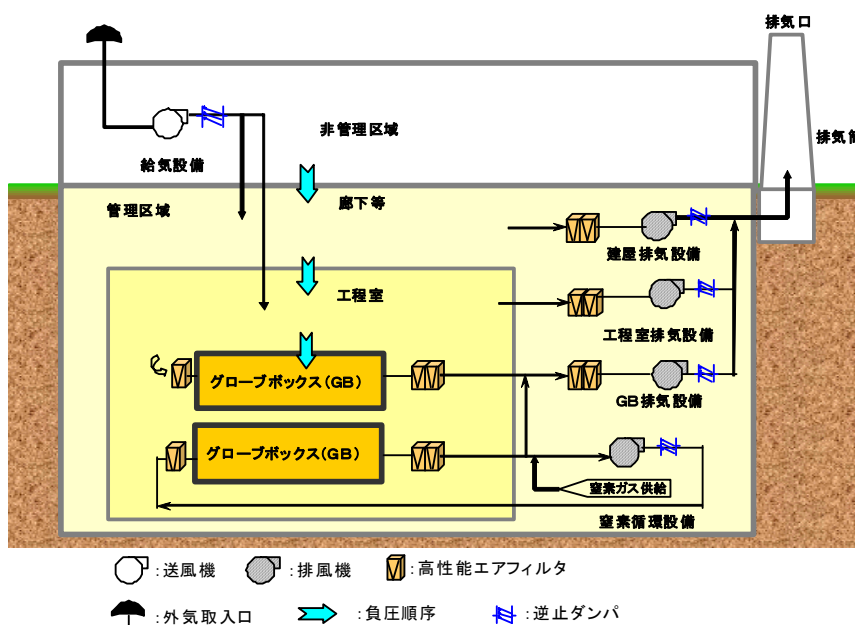 排気口
非管理区域
排気筒
給気設備
管理区域
廊下等
建屋排気設備
工程室
工程室排気設備
グローブボックス(GB)
GB排気設備
グローブボックス(GB)
窒素ガス供給
窒素循環設備
:送風機
:排風機
:高性能エアフィルタ
:外気取入口
:負圧順序
:逆止ダンパ